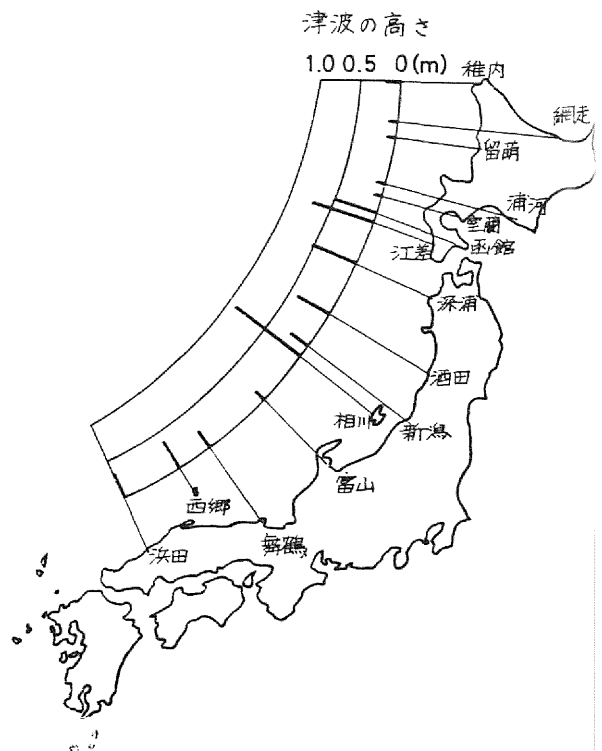 津波の高さ
1.0 0.5 0(m)
稚内
網走
留萌
浦河
室蘭
函館
江差
深浦
酒田
相川
新潟
富山
西郷
舞鶴
浜田